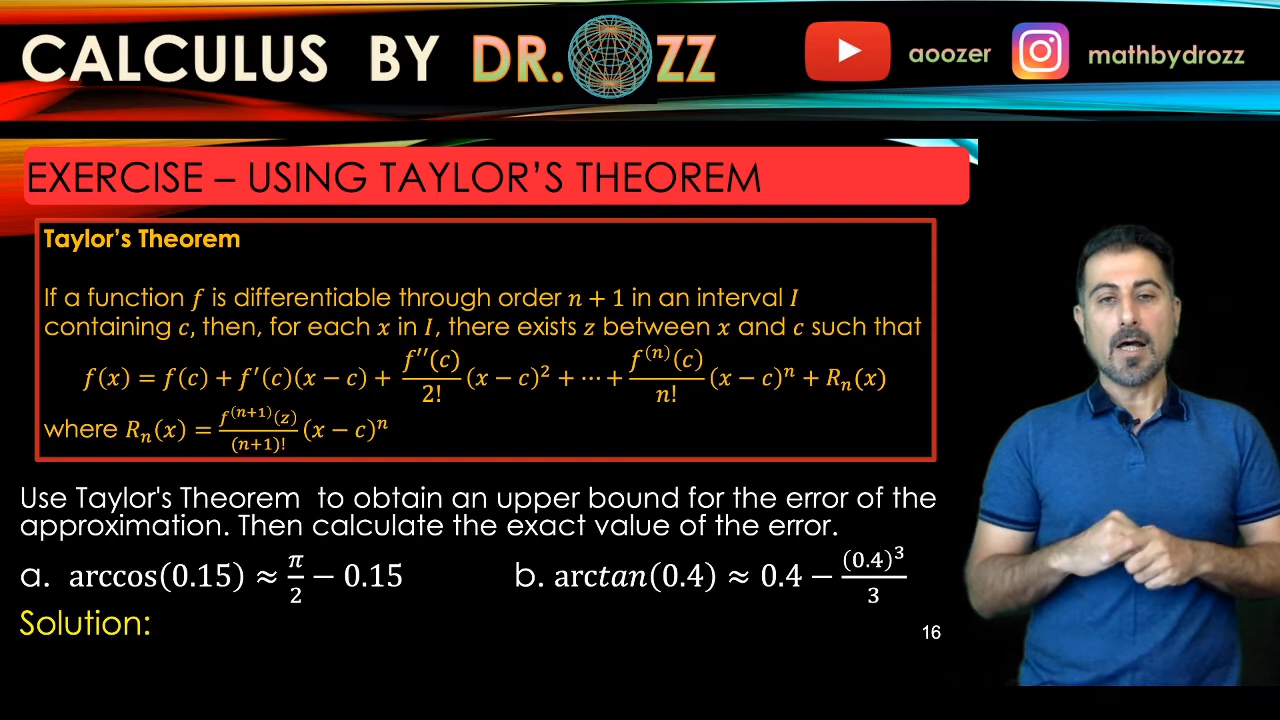 CALCULUS BY DR. ZZ
aoozer
mathbydrozz
EXERCISE – USING TAYLOR'S THEOREM
Taylor's Theorem
If a function f is differentiable through order n + 1 in an interval I
containing c, then, for each x in I, there exists z between x and c such that
f(x) = f(c) + f′(c)(x − c) + f′′(c)/2! (x − c)² + ⋯ + f⁽ⁿ⁾(c)/n! (x − c)ⁿ + Rₙ(x)
where Rₙ(x) = f⁽ⁿ⁺¹⁾(z)/(n+1)! (x − c)ⁿ
Use Taylor's Theorem to obtain an upper bound for the error of the
approximation. Then calculate the exact value of the error.
a. arccos(0.15) ≈ π/2 − 0.15
b. arctan(0.4) ≈ 0.4 − (0.4)³/3
Solution:
16